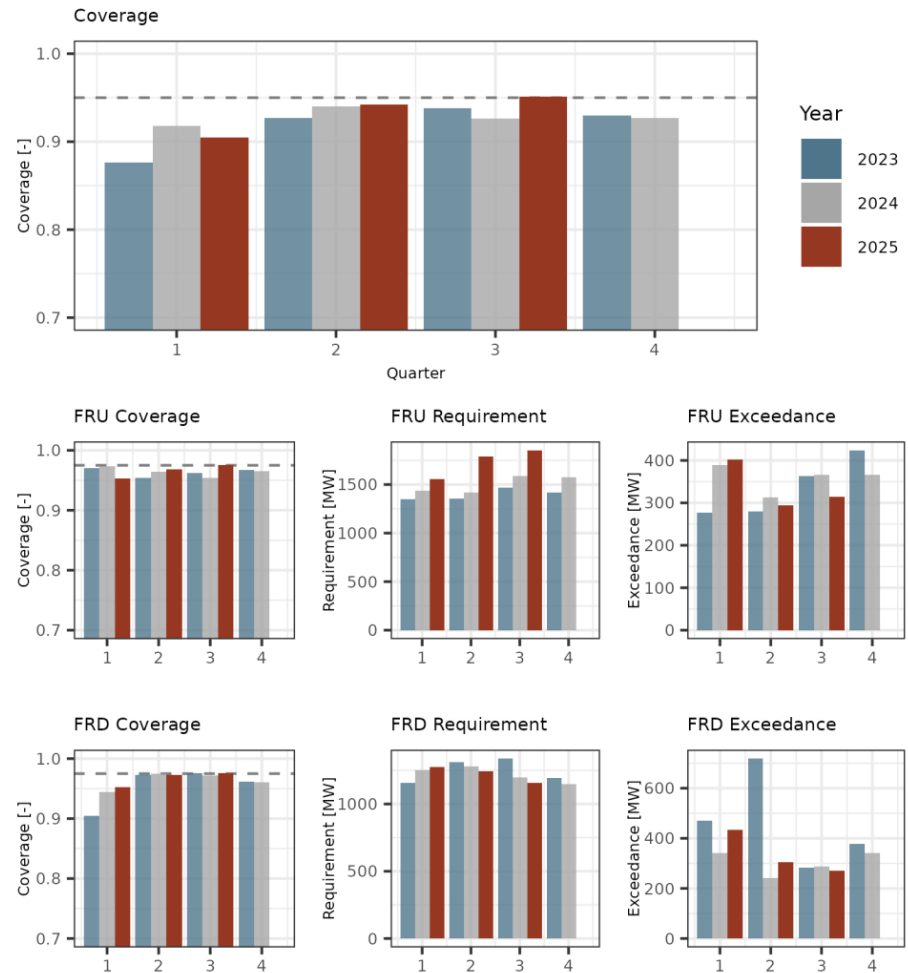 Coverage
1.0
0.9
0.8
0.7
Coverage [-]
1 2 3 4
Quarter
Year
2023
2024
2025
FRU Coverage
1.0
0.9
0.8
0.7
Coverage [-]
1 2 3 4
FRU Requirement
1500
1000
500
0
Requirement [MW]
1 2 3 4
FRU Exceedance
400
300
200
100
0
Exceedance [MW]
1 2 3 4
FRD Coverage
1.0
0.9
0.8
0.7
Coverage [-]
1 2 3 4
FRD Requirement
1000
500
0
Requirement [MW]
1 2 3 4
FRD Exceedance
600
400
200
0
Exceedance [MW]
1 2 3 4